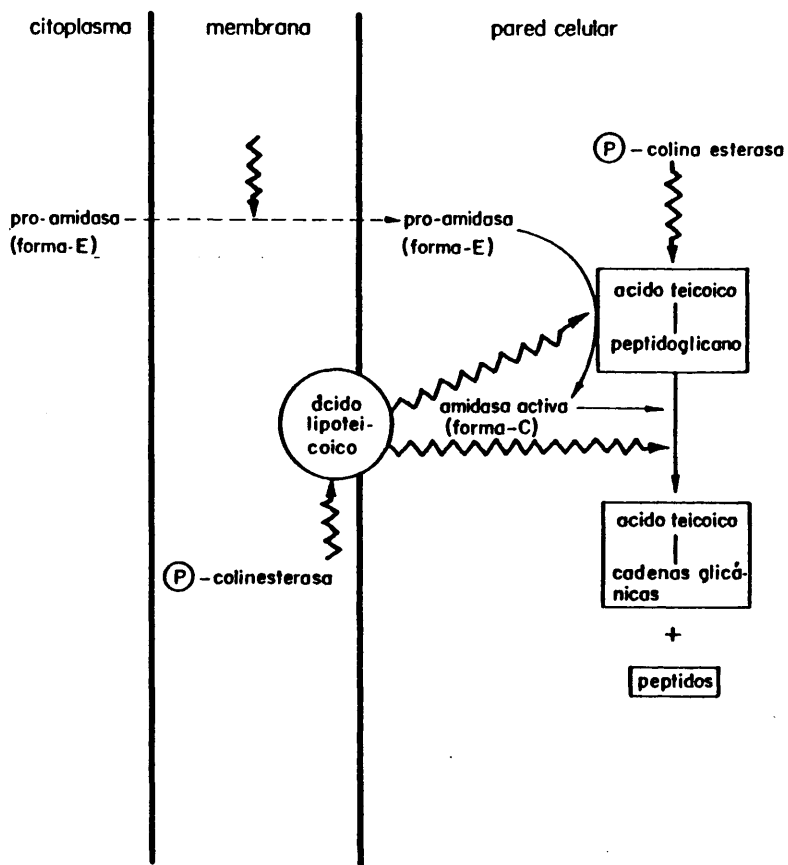 citoplasma
membrana
pared celular
Ⓟ-colina esterasa
pro-amidasa
(forma-E)
pro-amidasa
(forma-E)
acido teicoico
peptidoglicano
ácido
lipotei-
coico
amidasa activa
(forma-C)
acido teicoica
cadenas glicá-
nicas
Ⓟ-colinesterasa
+
peptidos